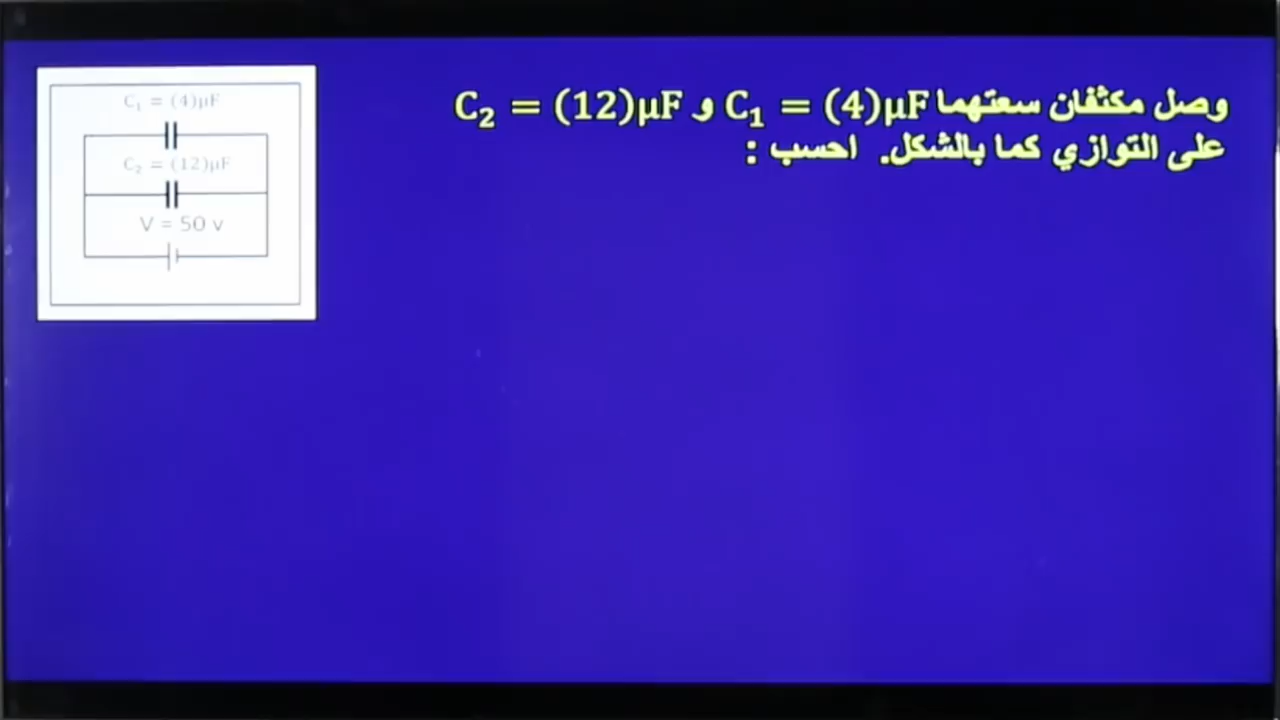 وصل مكثفان سعتهما C₁ = (4)μF و C₂ = (12)μF
على التوازي كما بالشكل. احسب :
C₁ = (4)μF
C₂ = (12)μF
V = 50 v